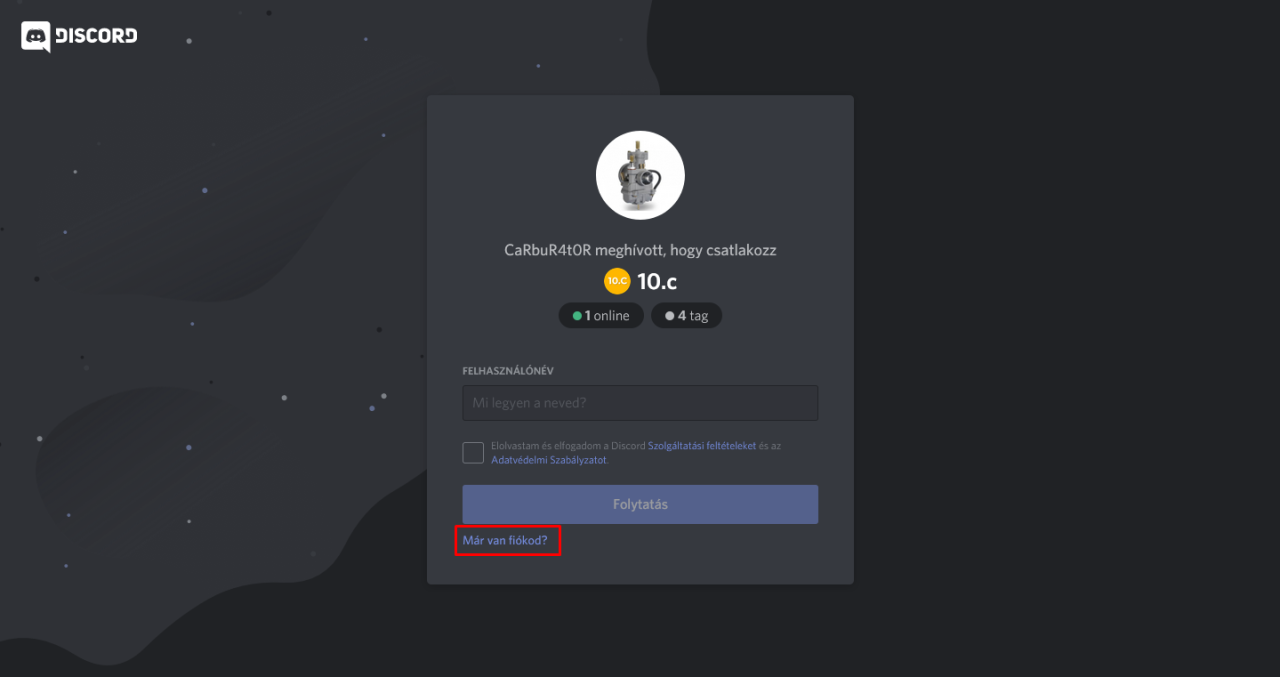 DISCORD
CaRbuR4t0R meghívott, hogy csatlakozz
10.C 10.c
1 online 4 tag
FELHASZNÁLÓNÉV
Mi legyen a neved?
Elolvastam és elfogadom a Discord Szolgáltatási feltételeket és az
Adatvédelmi Szabályzatot.
Folytatás
Már van fiókod?